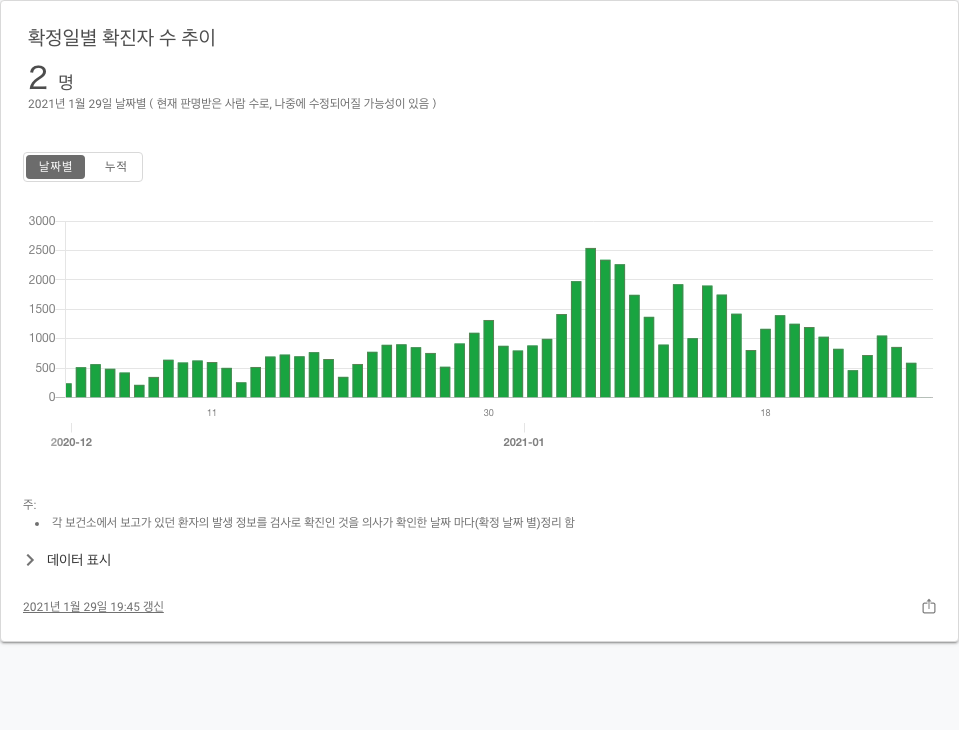 확정일별 확진자 수 추이
2 명
2021년 1월 29일 날짜별 ( 현재 판명받은 사람 수로, 나중에 수정되어질 가능성이 있음 )
날짜별 누적
3000
2500
2000
1500
1000
500
0
11 30 18
2020-12 2021-01
주:
• 각 보건소에서 보고가 있던 환자의 발생 정보를 검사로 확진인 것을 의사가 확인한 날짜 마다(확정 날짜 별)정리 함
데이터 표시
2021년 1월 29일 19:45 갱신